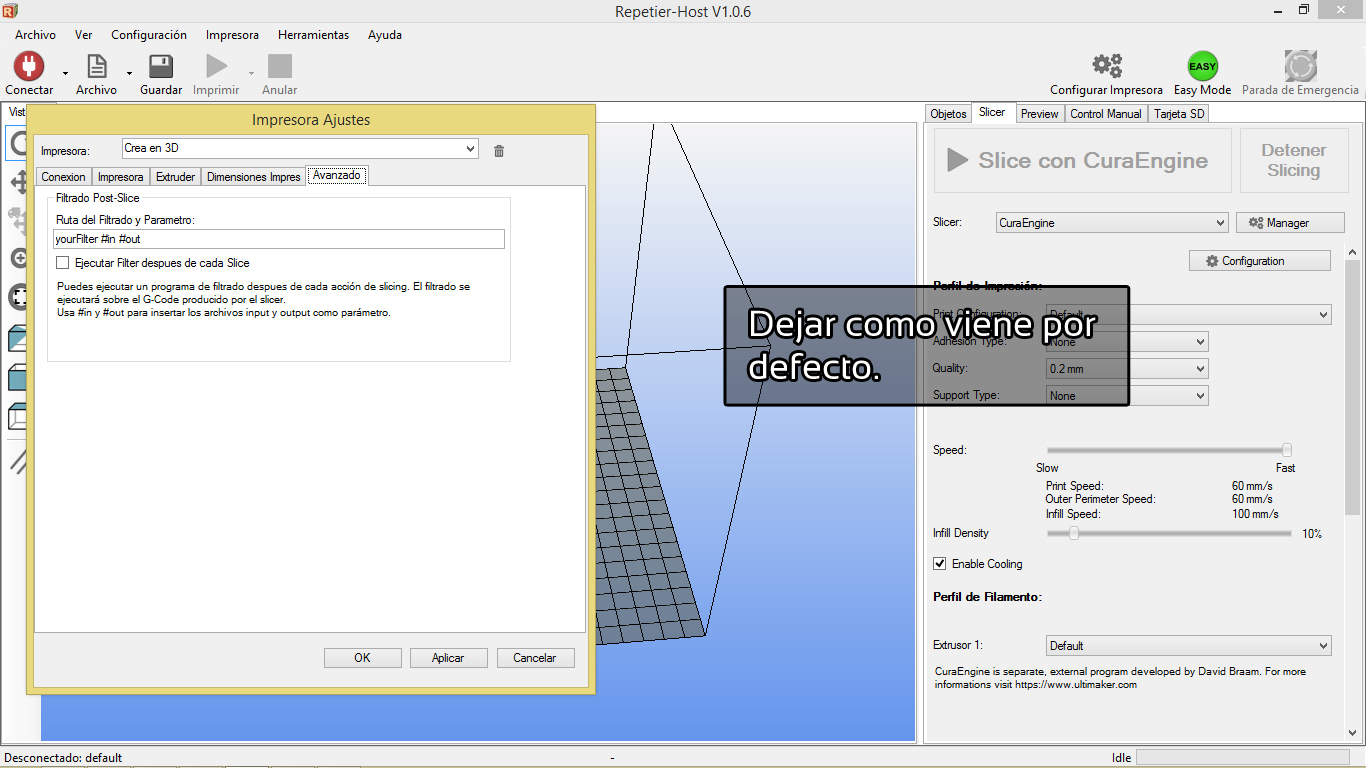 Repetier-Host V1.0.6
Archivo Ver Configuración Impresora Herramientas Ayuda
Conectar Archivo Guardar Imprimir Anular
EASY
Configurar Impresora Easy Mode Parada de Emergencia
Impresora Ajustes
Impresora: Crea en 3D
Conexion Impresora Extruder Dimensiones Impres Avanzado
Filtrado Post-Slice
Ruta del Filtrado y Parametro:
yourFilter #in #out
Ejecutar Filter despues de cada Slice
Puedes ejecutar un programa de filtrado despues de cada acción de slicing. El filtrado se
ejecutará sobre el G-Code producido por el slicer.
Usa #in y #out para insertar los archivos input y output como parámetro.
OK Aplicar Cancelar
Dejar como viene por
defecto.
Objetos Slicer Preview Control Manual Tarjeta SD
Slice con CuraEngine
Detener
Slicing
Slicer: CuraEngine Manager
Configuration
Perfil de Impresión:
Print Configuration: Default
Adhesion Type: None
Quality: 0.2 mm
Support Type: None
Speed:
Slow Fast
Print Speed: 60 mm/s
Outer Perimeter Speed: 60 mm/s
Infill Speed: 100 mm/s
Infill Density 10%
Enable Cooling
Perfil de Filamento:
Extrusor 1: Default
CuraEngine is separate, external program developed by David Braam. For more
informations visit https://www.ultimaker.com
Desconectado: default - Idle